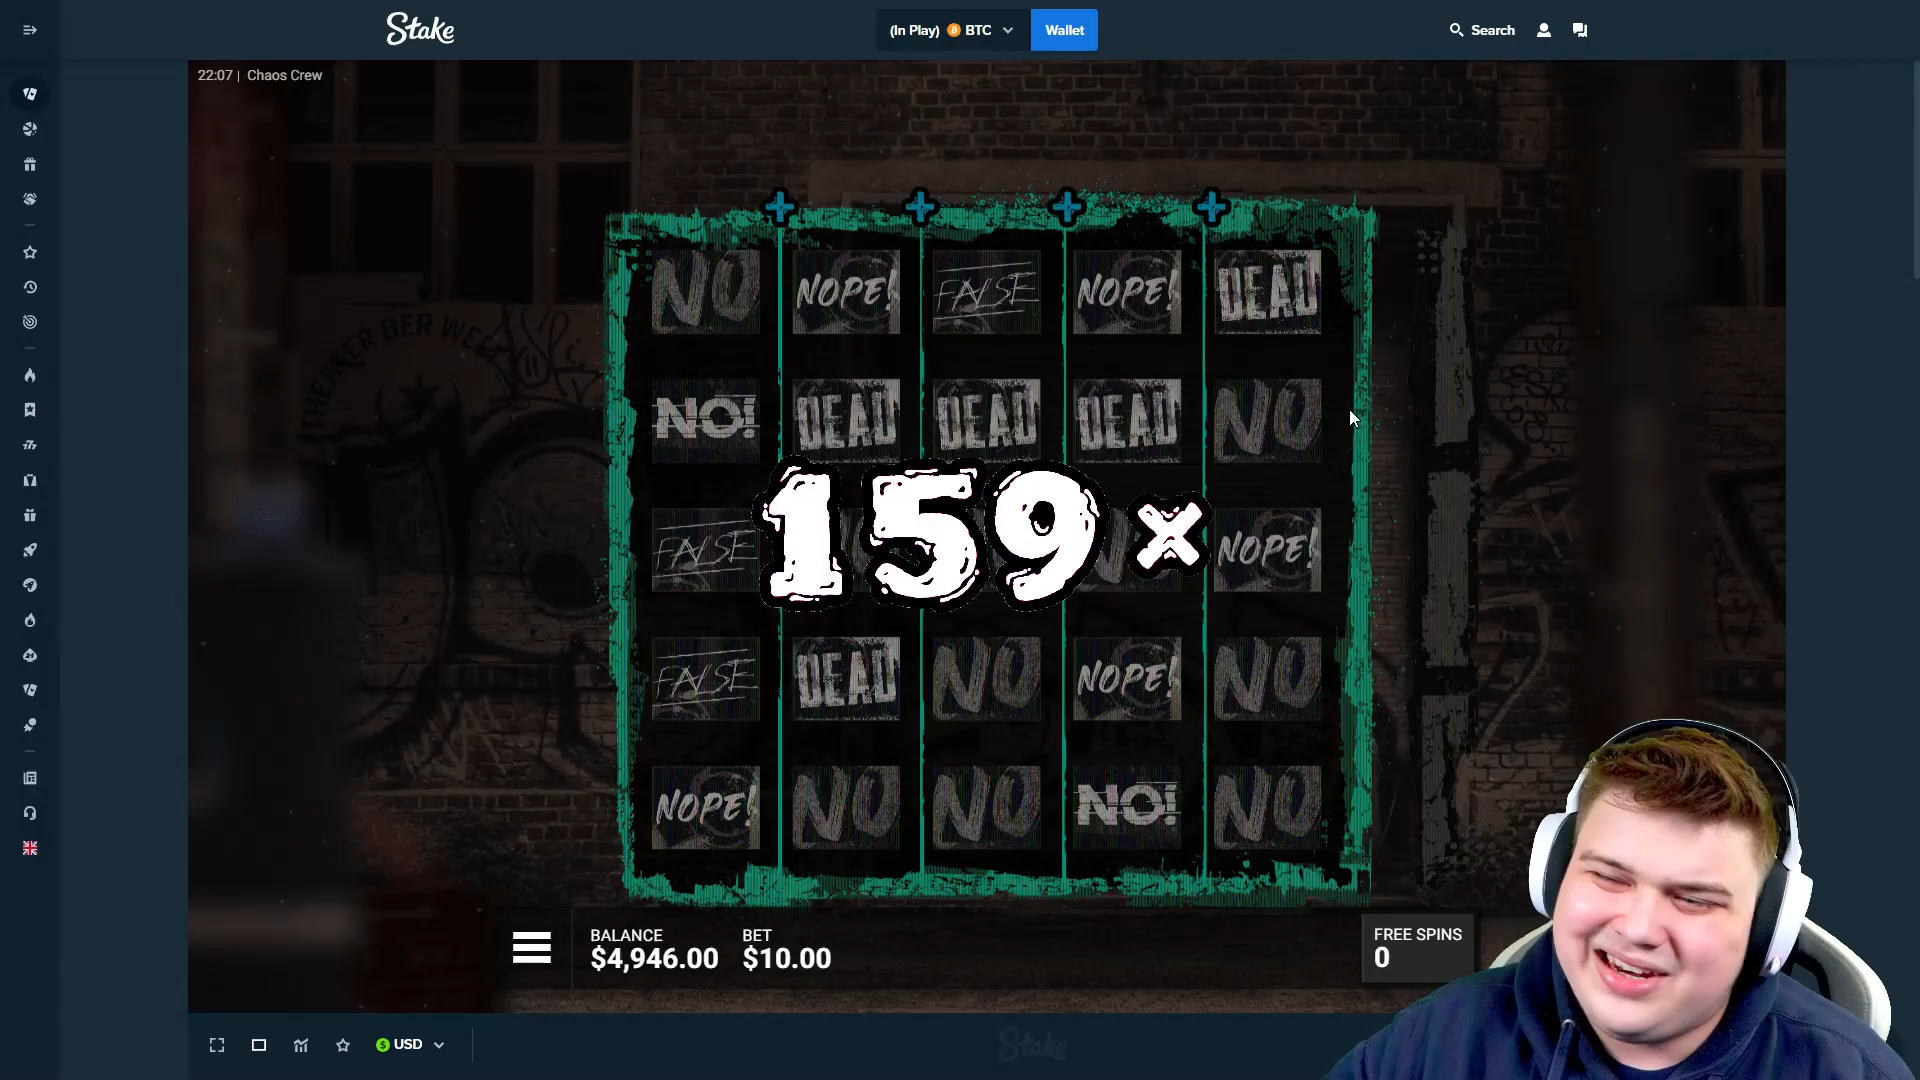 Stake
(In Play) BTC
Wallet
Search
22:07 | Chaos Crew
NO NOPE! FALSE NOPE! DEAD
NO! DEAD DEAD DEAD NO
FALSE NOPE!
159×
FALSE DEAD NO NOPE! NO
NOPE! NO NO NO! NO
BALANCE
$4,946.00
BET
$10.00
FREE SPINS
0
USD
Stake